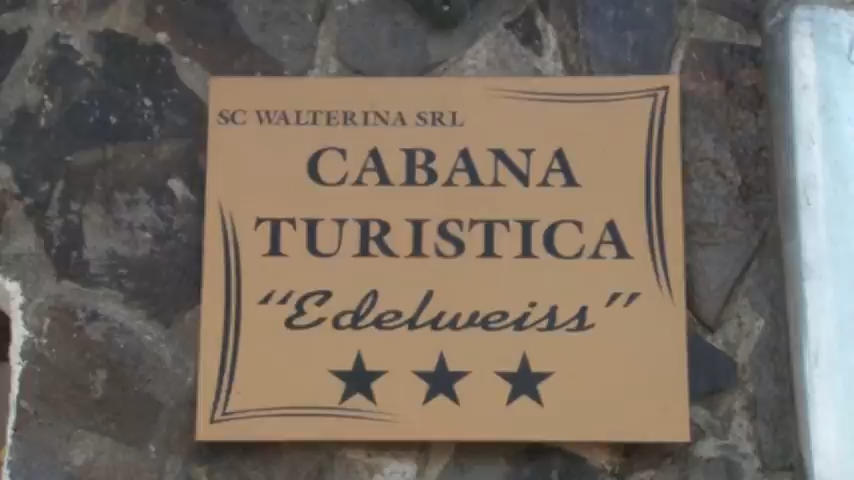 SC WALTERINA SRL
CABANA
TURISTICA
"Edelweiss"